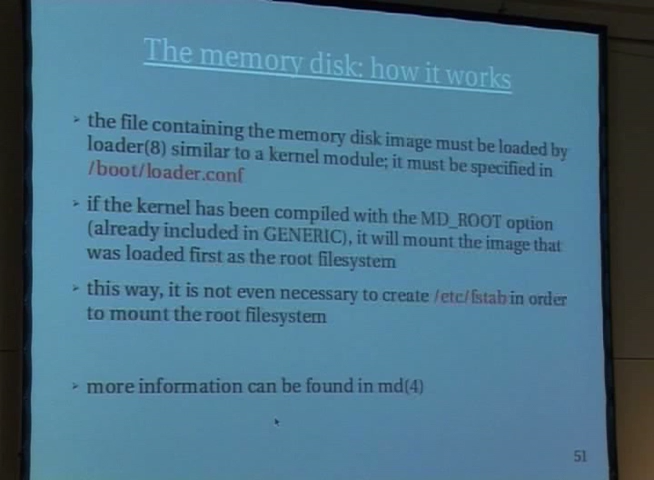 The memory disk: how it works
➢ the file containing the memory disk image must be loaded by
loader(8) similar to a kernel module; it must be specified in
/boot/loader.conf
➢ if the kernel has been compiled with the MD_ROOT option
(already included in GENERIC), it will mount the image that
was loaded first as the root filesystem
➢ this way, it is not even necessary to create /etc/fstab in order
to mount the root filesystem
➢ more information can be found in md(4)
51